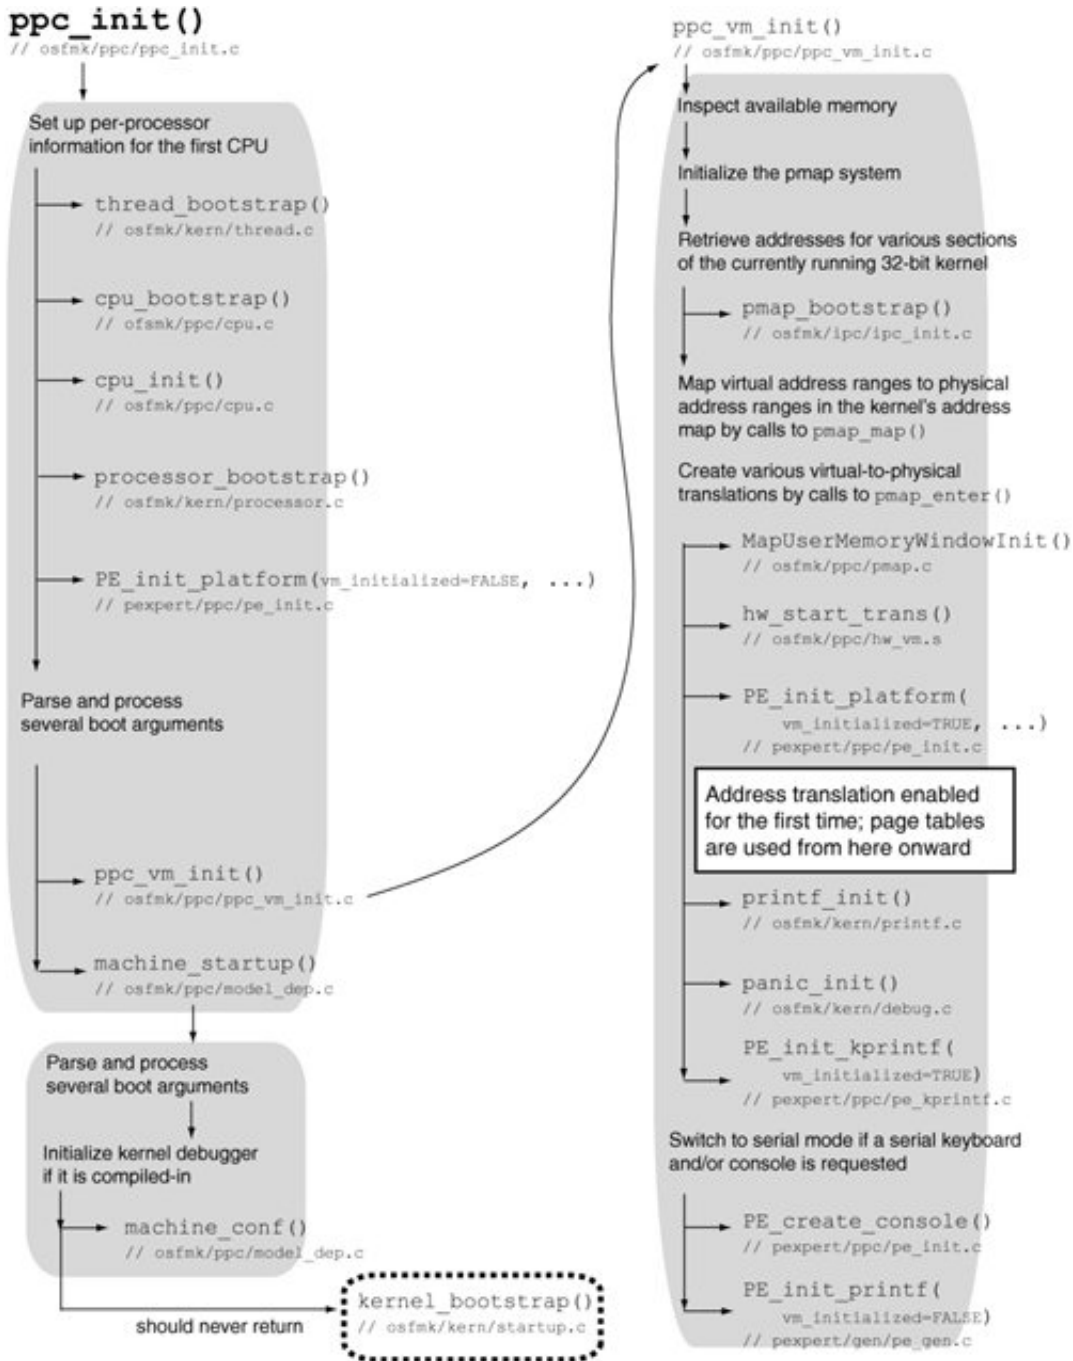 ppc_init()
// osfmk/ppc/ppc_init.c
Set up per-processor
information for the first CPU
thread_bootstrap()
// osfmk/kern/thread.c
cpu_bootstrap()
// ofsmk/ppc/cpu.c
cpu_init()
// osfmk/ppc/cpu.c
processor_bootstrap()
// osfmk/kern/processor.c
PE_init_platform(vm_initialized=FALSE, ...)
// pexpert/ppc/pe_init.c
Parse and process
several boot arguments
ppc_vm_init()
// osfmk/ppc/ppc_vm_init.c
machine_startup()
// osfmk/ppc/model_dep.c
Parse and process
several boot arguments
Initialize kernel debugger
if it is compiled-in
machine_conf()
// osfmk/ppc/model_dep.c
should never return
kernel_bootstrap()
// osfmk/kern/startup.c
ppc_vm_init()
// osfmk/ppc/ppc_vm_init.c
Inspect available memory
Initialize the pmap system
Retrieve addresses for various sections
of the currently running 32-bit kernel
pmap_bootstrap()
// osfmk/ipc/ipc_init.c
Map virtual address ranges to physical
address ranges in the kernel's address
map by calls to pmap_map()
Create various virtual-to-physical
translations by calls to pmap_enter()
MapUserMemoryWindowInit()
// osfmk/ppc/pmap.c
hw_start_trans()
// osfmk/ppc/hw_vm.s
PE_init_platform(
vm_initialized=TRUE, ...)
// pexpert/ppc/pe_init.c
Address translation enabled
for the first time; page tables
are used from here onward
printf_init()
// osfmk/kern/printf.c
panic_init()
// osfmk/kern/debug.c
PE_init_kprintf(
vm_initialized=TRUE)
// pexpert/ppc/pe_kprintf.c
Switch to serial mode if a serial keyboard
and/or console is requested
PE_create_console()
// pexpert/ppc/pe_init.c
PE_init_printf(
vm_initialized=FALSE)
// pexpert/gen/pe_gen.c